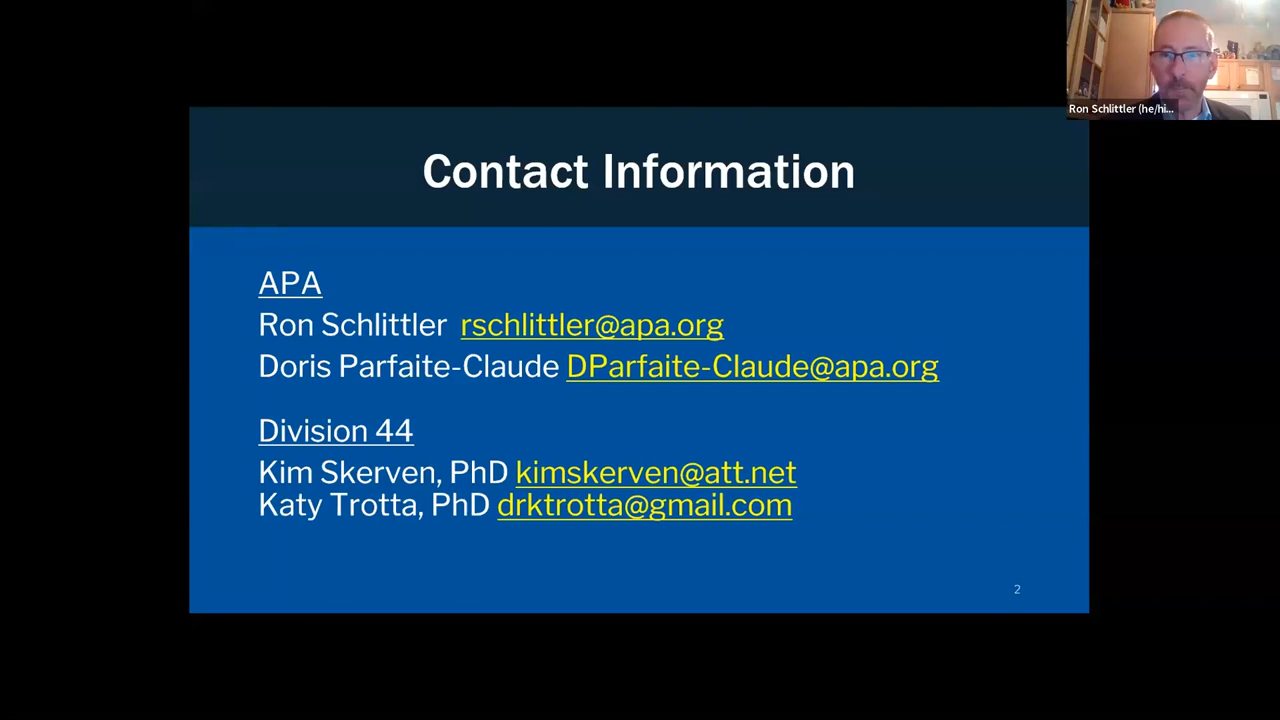 Ron Schlittler (he/hi...
Contact Information
APA
Ron Schlittler rschlittler@apa.org
Doris Parfaite-Claude DParfaite-Claude@apa.org
Division 44
Kim Skerven, PhD kimskerven@att.net
Katy Trotta, PhD drktrotta@gmail.com
2